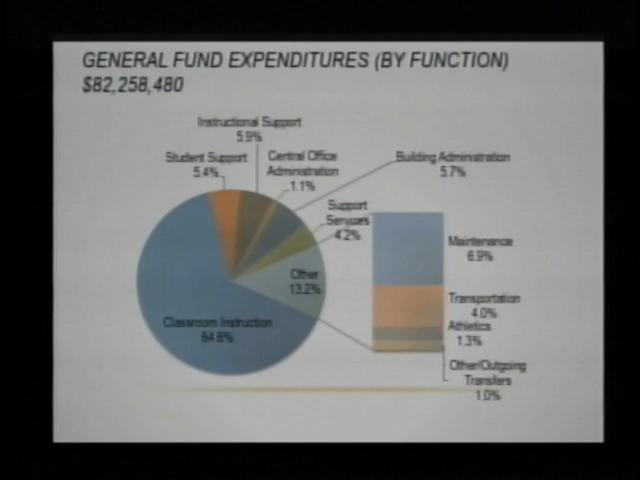 GENERAL FUND EXPENDITURES (BY FUNCTION)
$82,258,480
Instructional Support
5.9%
Student Support
5.4%
Central Office
Administration
1.1%
Building Administration
5.7%
Support
Services
4.2%
Other
13.2%
Classroom Instruction
64.6%
Maintenance
6.9%
Transportation
4.0%
Athletics
1.3%
Other/Outgoing
Transfers
1.0%